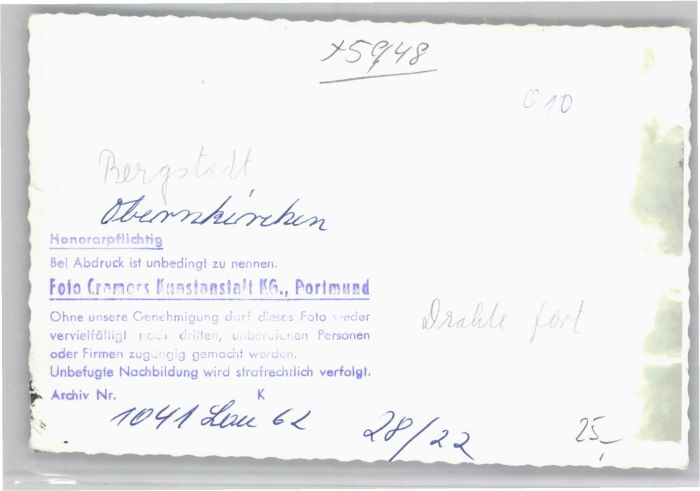 x5948
010
Bergstadt
Obernkirchen
Honorarpflichtig
Bei Abdruck ist unbedingt zu nennen.
Foto Cramers Kunstanstalt KG., Dortmund
Ohne unsere Genehmigung darf dieses Foto weder
vervielfältigt noch dritten, unberufenen Personen
oder Firmen zugängig gemacht werden.
Unbefugte Nachbildung wird strafrechtlich verfolgt.
Drahte fort
Archiv Nr. K
1041 Lau 62
28/22
25,-